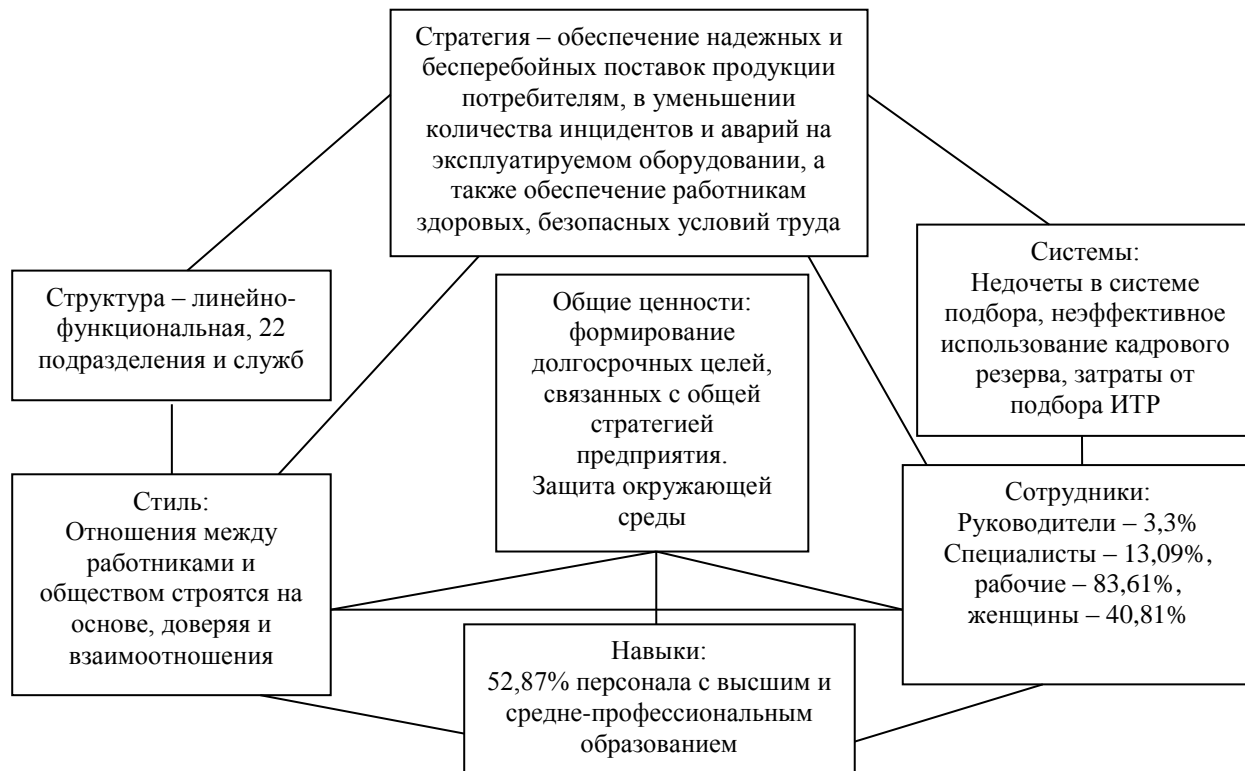 Стратегия – обеспечение надежных и
бесперебойных поставок продукции
потребителям, в уменьшении
количества инцидентов и аварий на
эксплуатируемом оборудовании, а
также обеспечение работникам
здоровых, безопасных условий труда
Структура – линейно-
функциональная, 22
подразделения и служб
Общие ценности:
формирование
долгосрочных целей,
связанных с общей
стратегией
предприятия.
Защита окружающей
среды
Системы:
Недочеты в системе
подбора, неэффективное
использование кадрового
резерва, затраты от
подбора ИТР
Стиль:
Отношения между
работниками и
обществом строятся на
основе, доверяя и
взаимоотношения
Сотрудники:
Руководители – 3,3%
Специалисты – 13,09%,
рабочие – 83,61%,
женщины – 40,81%
Навыки:
52,87% персонала с высшим и
средне-профессиональным
образованием